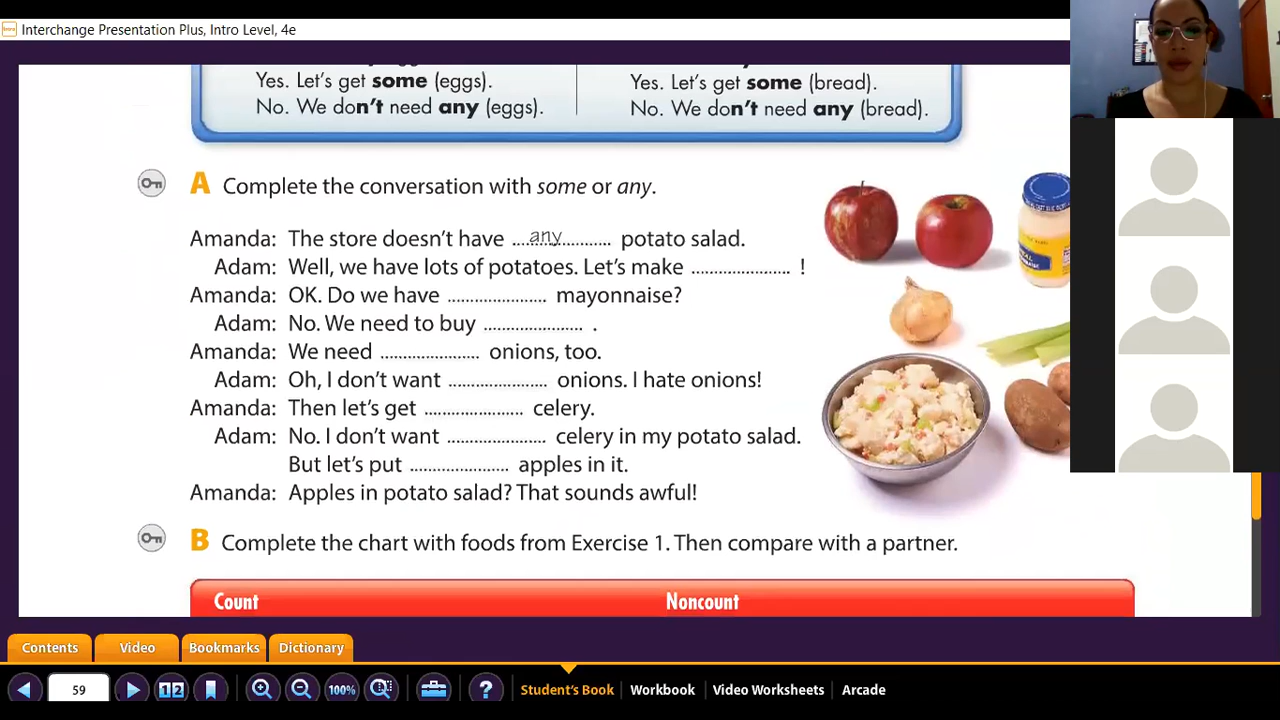 Interchange Presentation Plus, Intro Level, 4e
Yes. Let's get some (eggs).
No. We don't need any (eggs).
Yes. Let's get some (bread).
No. We don't need any (bread).
A Complete the conversation with some or any.
Amanda: The store doesn't have ....any.... potato salad.
Adam: Well, we have lots of potatoes. Let's make ...................... !
Amanda: OK. Do we have ...................... mayonnaise?
Adam: No. We need to buy ...................... .
Amanda: We need ...................... onions, too.
Adam: Oh, I don't want ...................... onions. I hate onions!
Amanda: Then let's get ...................... celery.
Adam: No. I don't want ...................... celery in my potato salad.
But let's put ...................... apples in it.
Amanda: Apples in potato salad? That sounds awful!
B Complete the chart with foods from Exercise 1. Then compare with a partner.
Count Noncount
Contents Video Bookmarks Dictionary
59 12 100% ? Student's Book Workbook Video Worksheets Arcade